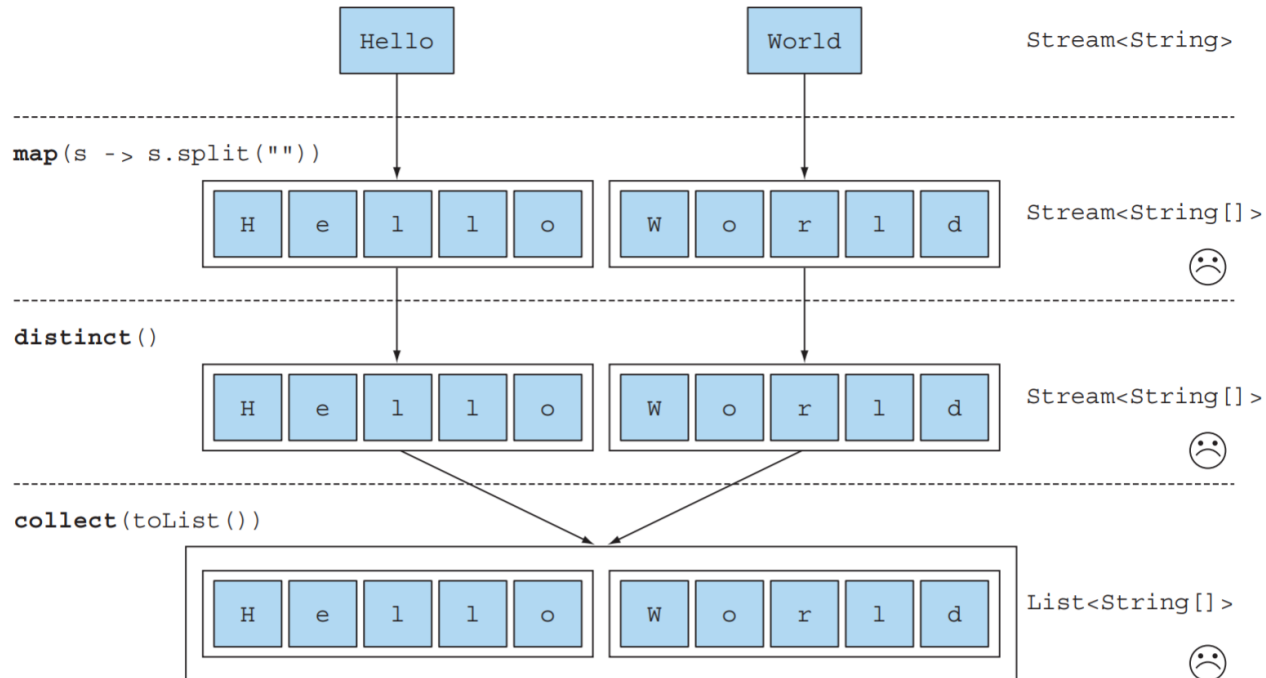 Hello World Stream<String>
map(s -> s.split(""))
H e l l o W o r l d Stream<String[]>
distinct()
H e l l o W o r l d Stream<String[]>
collect(toList())
H e l l o W o r l d List<String[]>